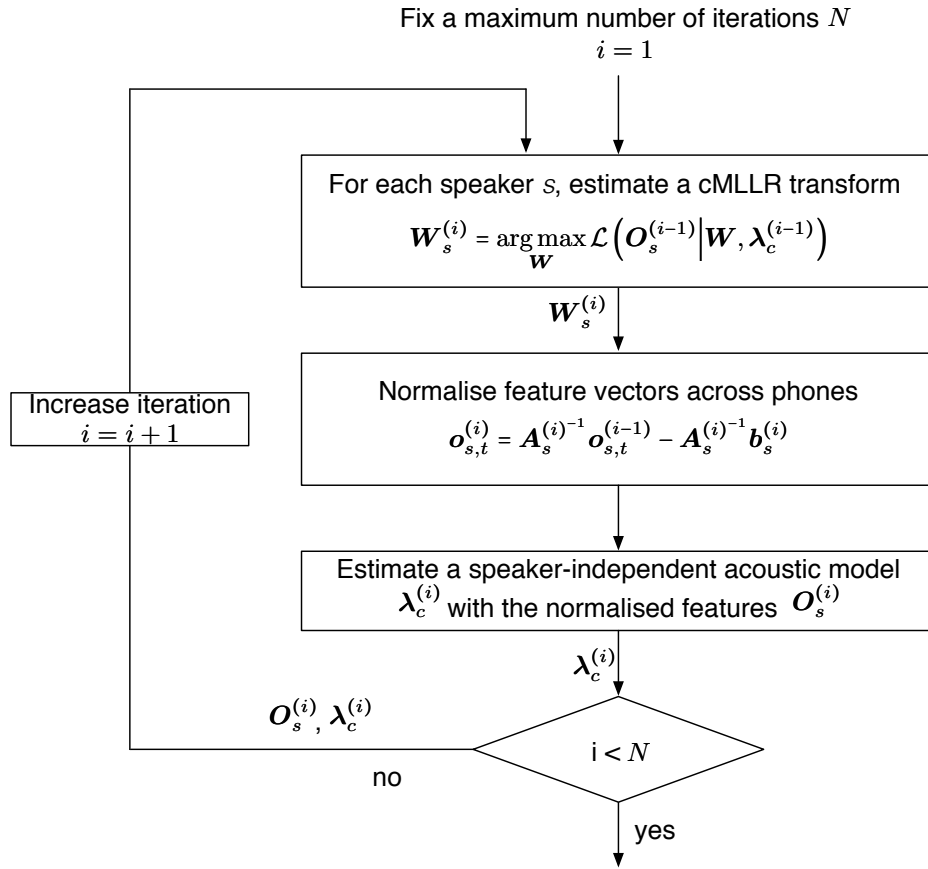 Fix a maximum number of iterations N
i = 1
For each speaker s, estimate a cMLLR transform
W_s^{(i)} = arg max_W L ( O_s^{(i-1)} | W, λ_c^{(i-1)} )
W_s^{(i)}
Normalise feature vectors across phones
o_{s,t}^{(i)} = A_s^{(i)^{-1}} o_{s,t}^{(i-1)} − A_s^{(i)^{-1}} b_s^{(i)}
Increase iteration
i = i + 1
Estimate a speaker-independent acoustic model
λ_c^{(i)} with the normalised features O_s^{(i)}
λ_c^{(i)}
O_s^{(i)}, λ_c^{(i)}
i < N
no
yes